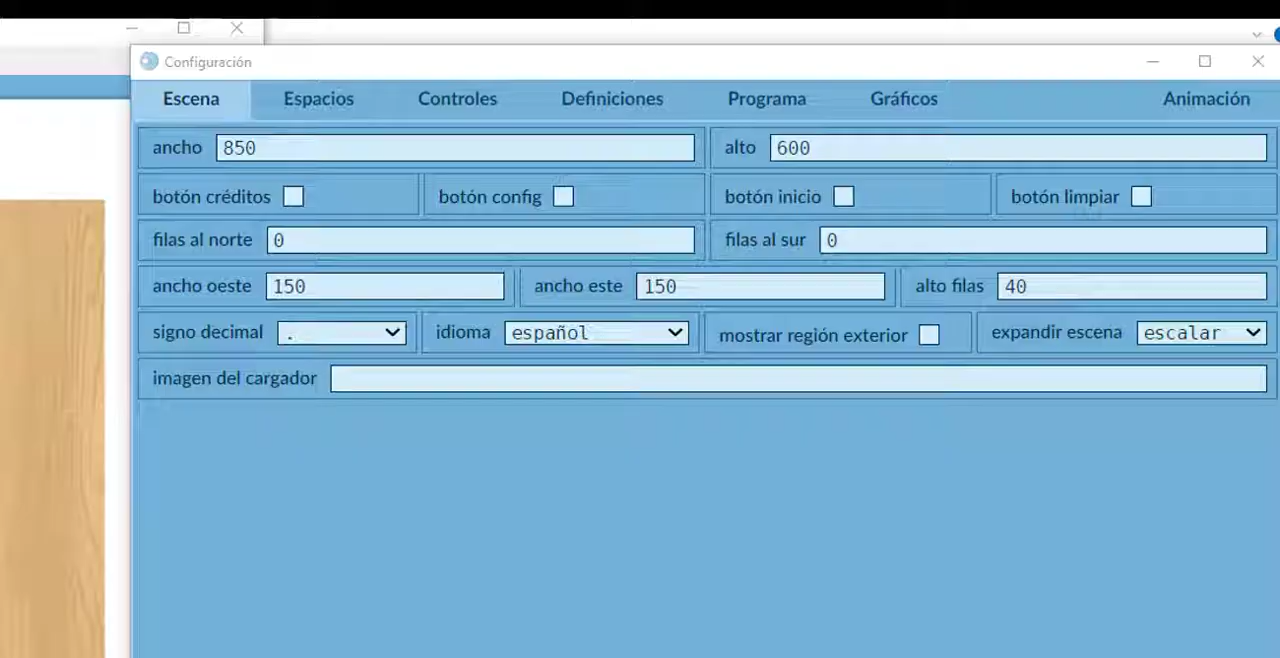 Configuración
Escena Espacios Controles Definiciones Programa Gráficos Animación
ancho 850 alto 600
botón créditos botón config botón inicio botón limpiar
filas al norte 0 filas al sur 0
ancho oeste 150 ancho este 150 alto filas 40
signo decimal . idioma español mostrar región exterior expandir escena escalar
imagen del cargador